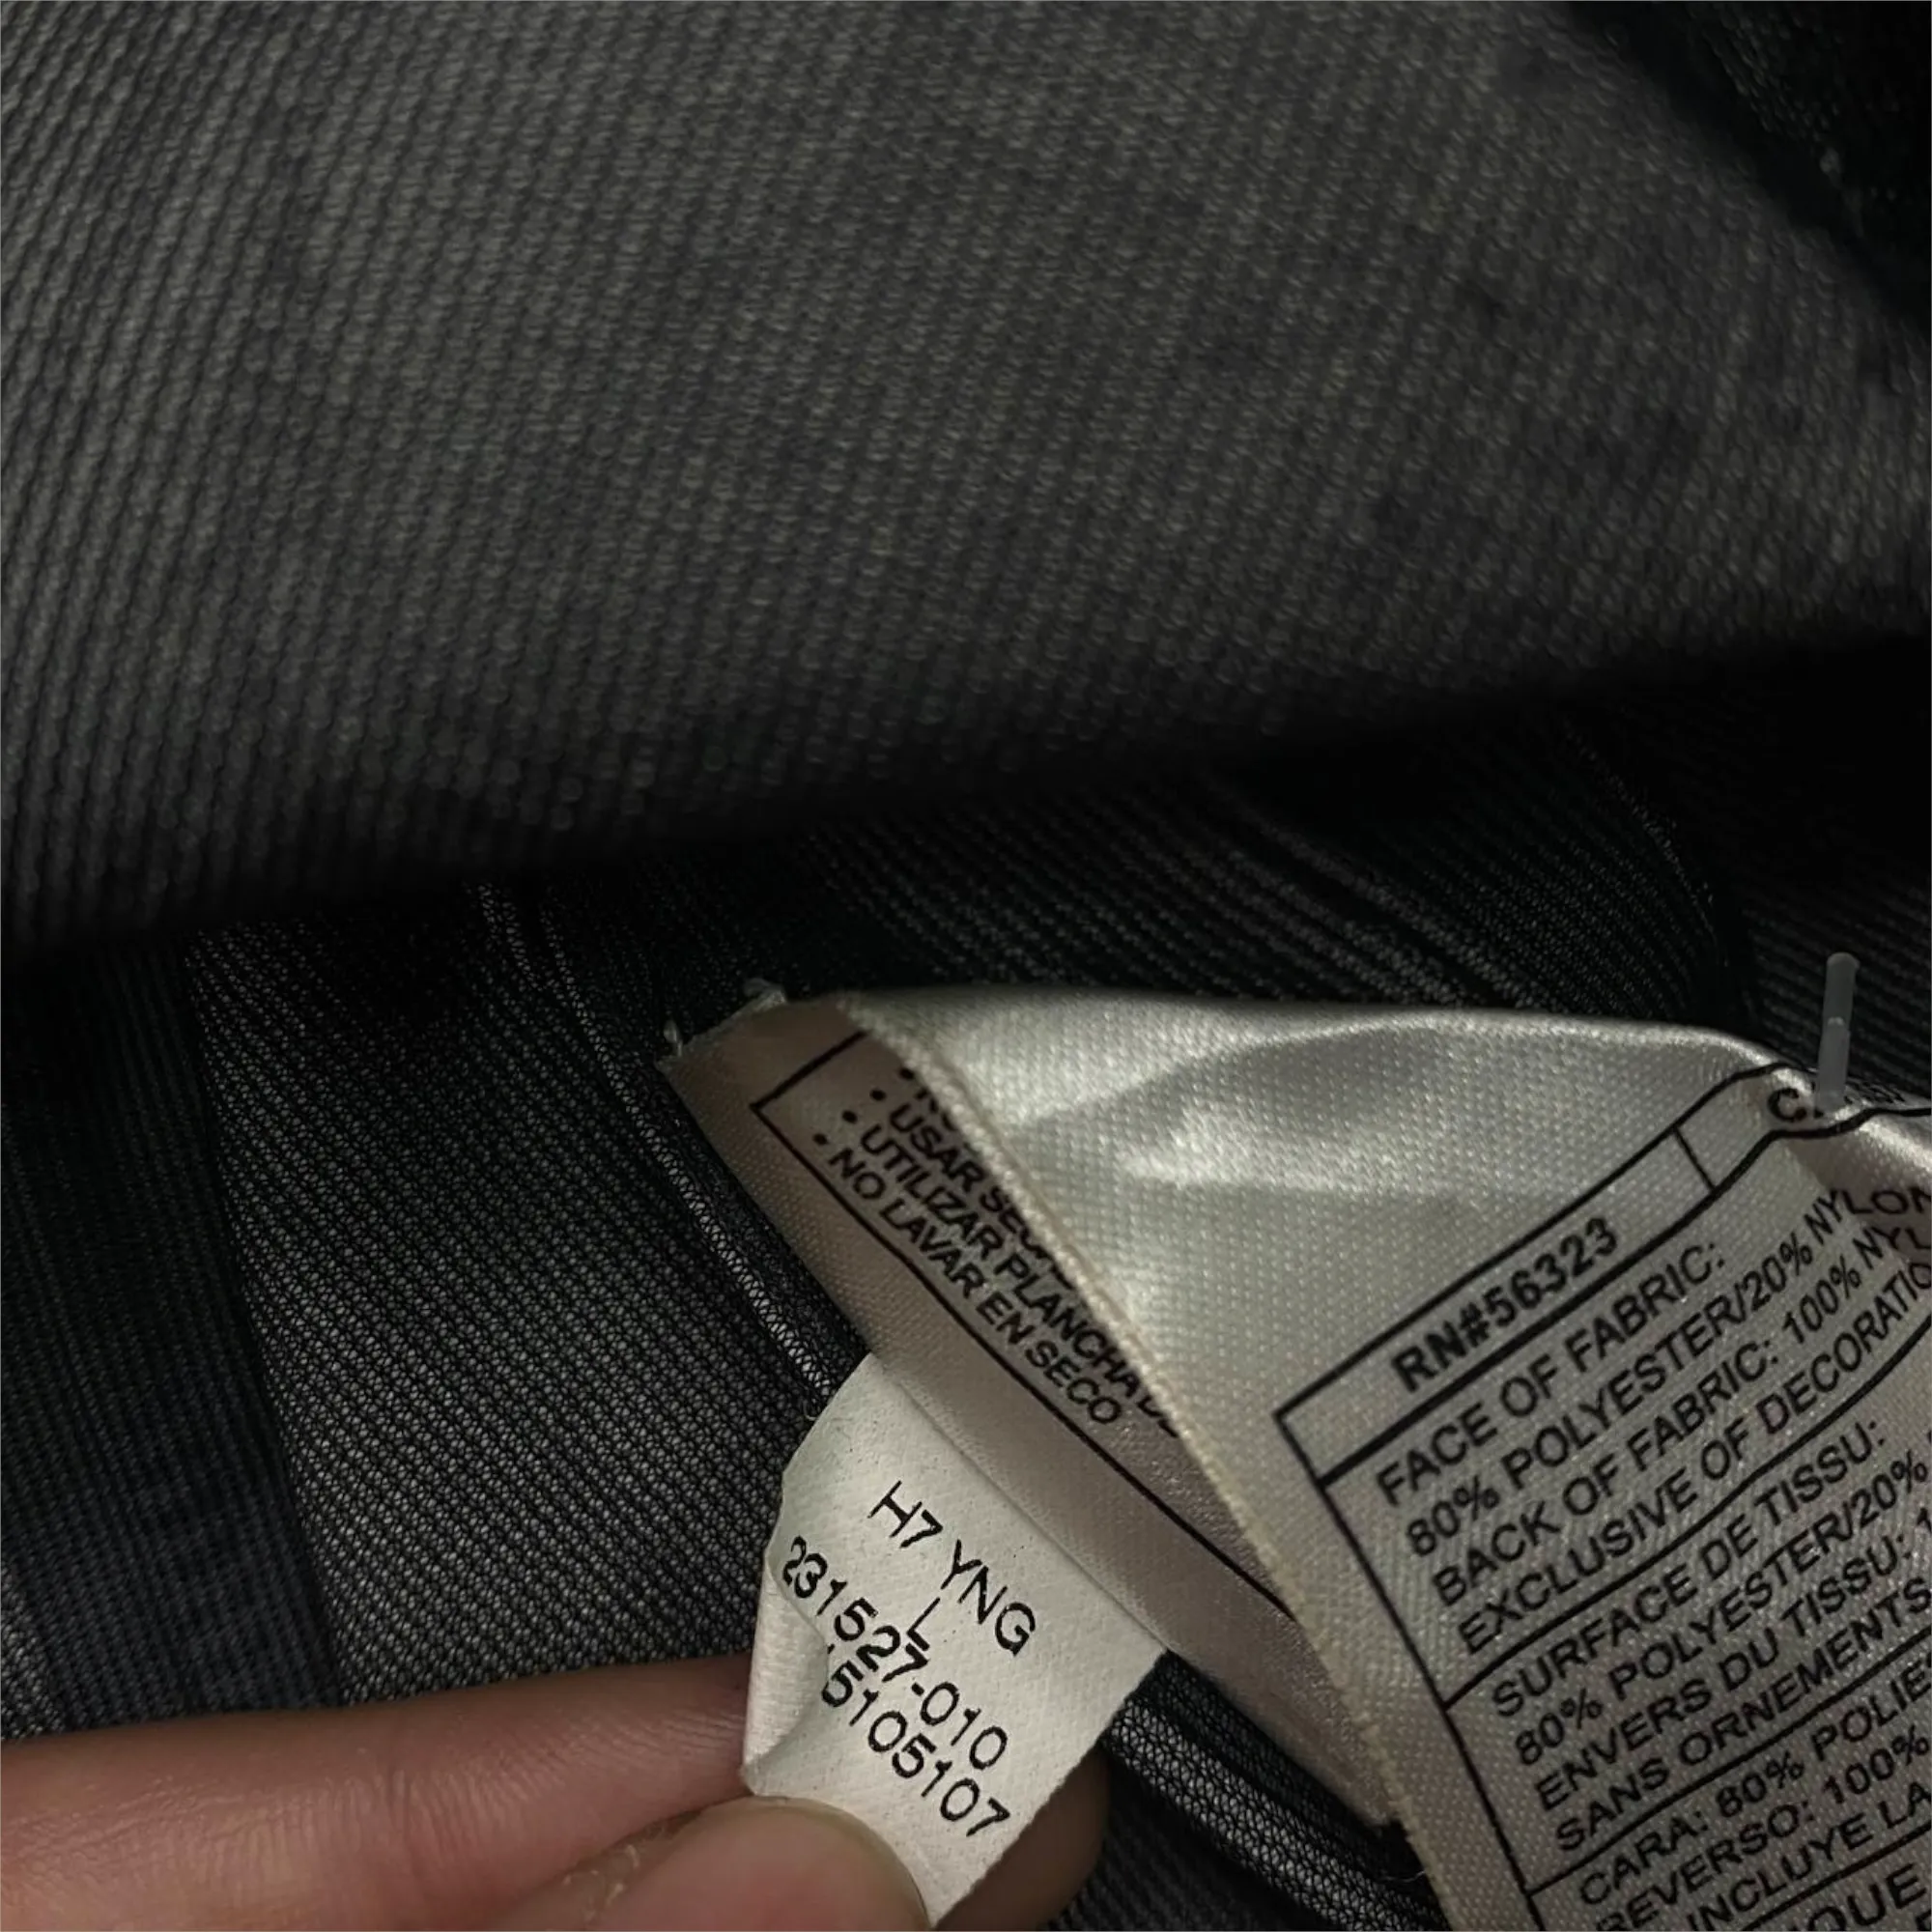 • USAR SE
• UTILIZAR PLANCHA
• NO LAVAR EN SECO
H7 YNG
L
231527-010
5105107
RN#56323
FACE OF FABRIC:
80% POLYESTER/20% NYLON
BACK OF FABRIC: 100% NYL
EXCLUSIVE OF DECORATIO
SURFACE DE TISSU:
80% POLYESTER/20%
ENVERS DU TISSU:
SANS ORNEMENTS
CARA: 80% POLIE
REVERSO: 100%
INCLUYE LA
QUE